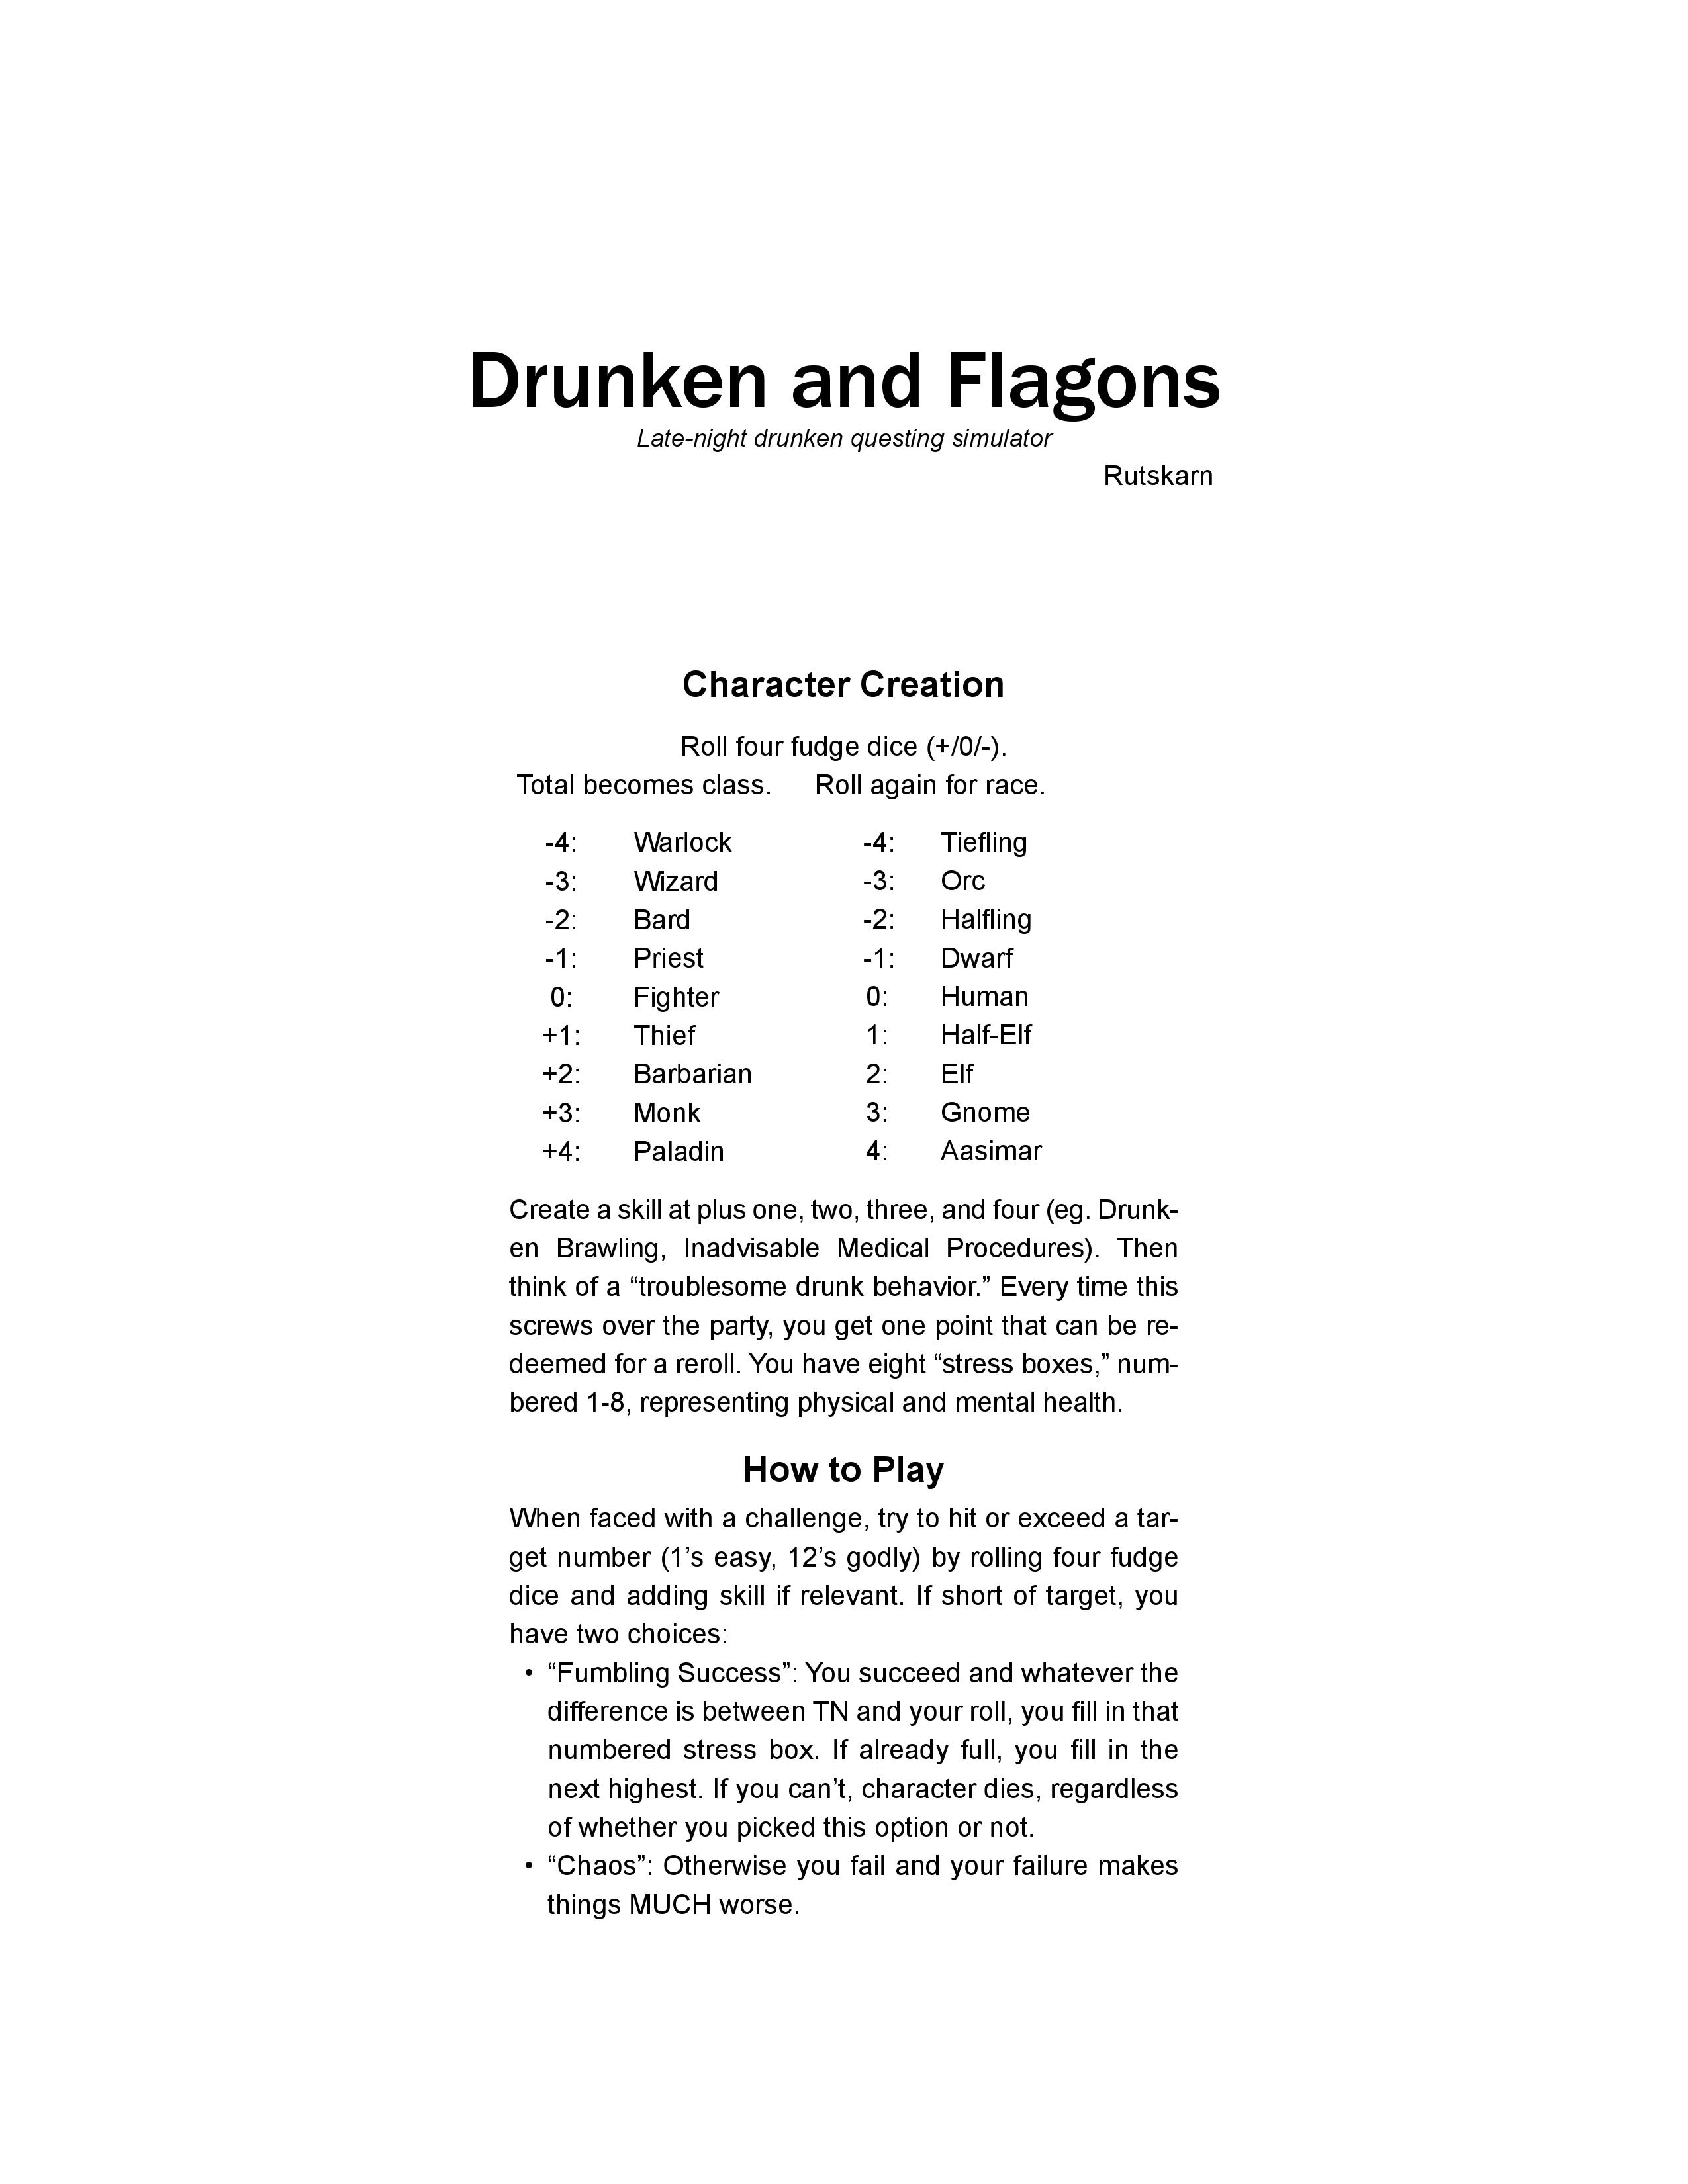 Drunken and Flagons
Late-night drunken questing simulator
Rutskarn
Character Creation
Roll four fudge dice (+/0/-).
Total becomes class. Roll again for race.
-4: Warlock -4: Tiefling
-3: Wizard -3: Orc
-2: Bard -2: Halfling
-1: Priest -1: Dwarf
0: Fighter 0: Human
+1: Thief 1: Half-Elf
+2: Barbarian 2: Elf
+3: Monk 3: Gnome
+4: Paladin 4: Aasimar
Create a skill at plus one, two, three, and four (eg. Drunk-
en Brawling, Inadvisable Medical Procedures). Then
think of a “troublesome drunk behavior.” Every time this
screws over the party, you get one point that can be re-
deemed for a reroll. You have eight “stress boxes,” num-
bered 1-8, representing physical and mental health.
How to Play
When faced with a challenge, try to hit or exceed a tar-
get number (1’s easy, 12’s godly) by rolling four fudge
dice and adding skill if relevant. If short of target, you
have two choices:
• “Fumbling Success”: You succeed and whatever the
difference is between TN and your roll, you fill in that
numbered stress box. If already full, you fill in the
next highest. If you can’t, character dies, regardless
of whether you picked this option or not.
• “Chaos”: Otherwise you fail and your failure makes
things MUCH worse.